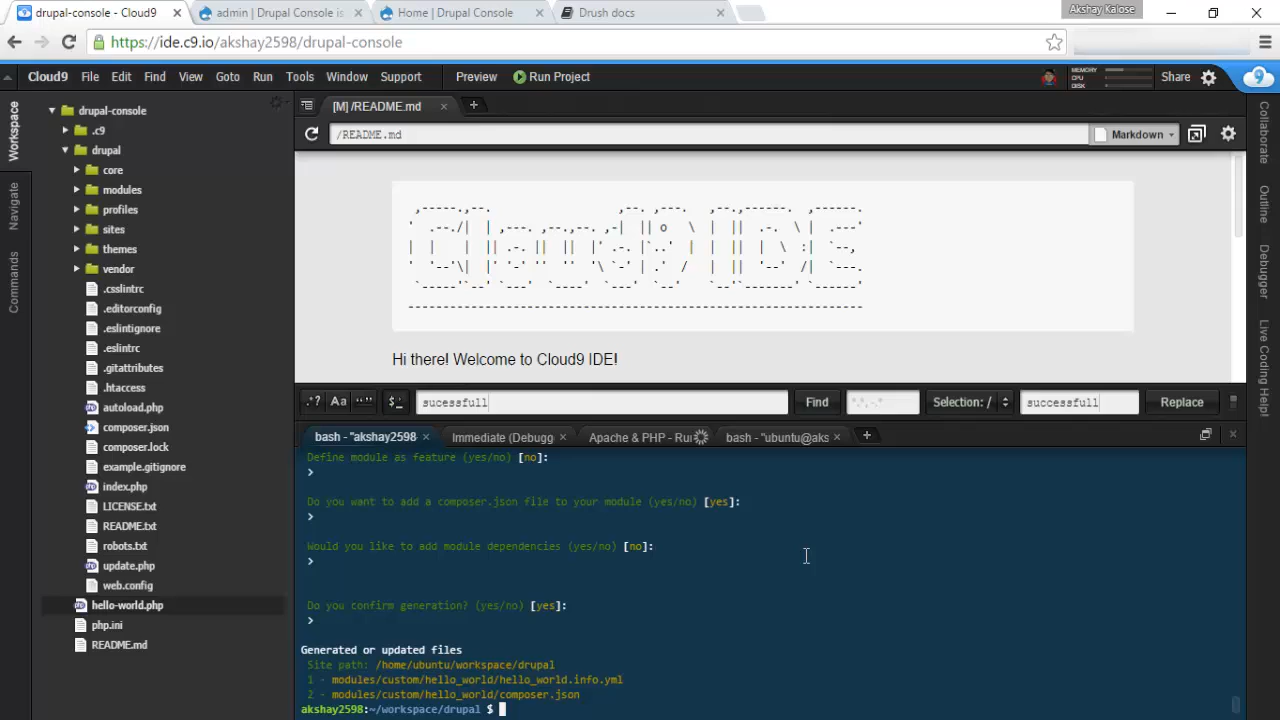 drupal-console - Cloud9
admin | Drupal Console is
Home | Drupal Console
Drush docs
Akshay Kalose
https://ide.c9.io/akshay2598/drupal-console
Cloud9 File Edit Find View Goto Run Tools Window Support Preview Run Project
MEMORY
CPU
DISK
Share
Workspace
Navigate
Commands
drupal-console
.c9
drupal
core
modules
profiles
sites
themes
vendor
.csslintrc
.editorconfig
.eslintignore
.eslintrc
.gitattributes
.htaccess
autoload.php
composer.json
composer.lock
example.gitignore
index.php
LICENSE.txt
README.txt
robots.txt
update.php
web.config
hello-world.php
php.ini
README.md
[M] /README.md
/README.md
Markdown
Cloud9 IDE
Hi there! Welcome to Cloud9 IDE!
.*? Aa "" $_ sucessfull Find *.*, -.* Selection: / successfull Replace
bash - "akshay2598 Immediate (Debugg Apache & PHP - Ru bash - "ubuntu@aks
Define module as feature (yes/no) [no]:
>
Do you want to add a composer.json file to your module (yes/no) [yes]:
>
Would you like to add module dependencies (yes/no) [no]:
>
Do you confirm generation? (yes/no) [yes]:
>
Generated or updated files
Site path: /home/ubuntu/workspace/drupal
1 - modules/custom/hello_world/hello_world.info.yml
2 - modules/custom/hello_world/composer.json
akshay2598:~/workspace/drupal $
Collaborate
Outline
Debugger
Live Coding Help!